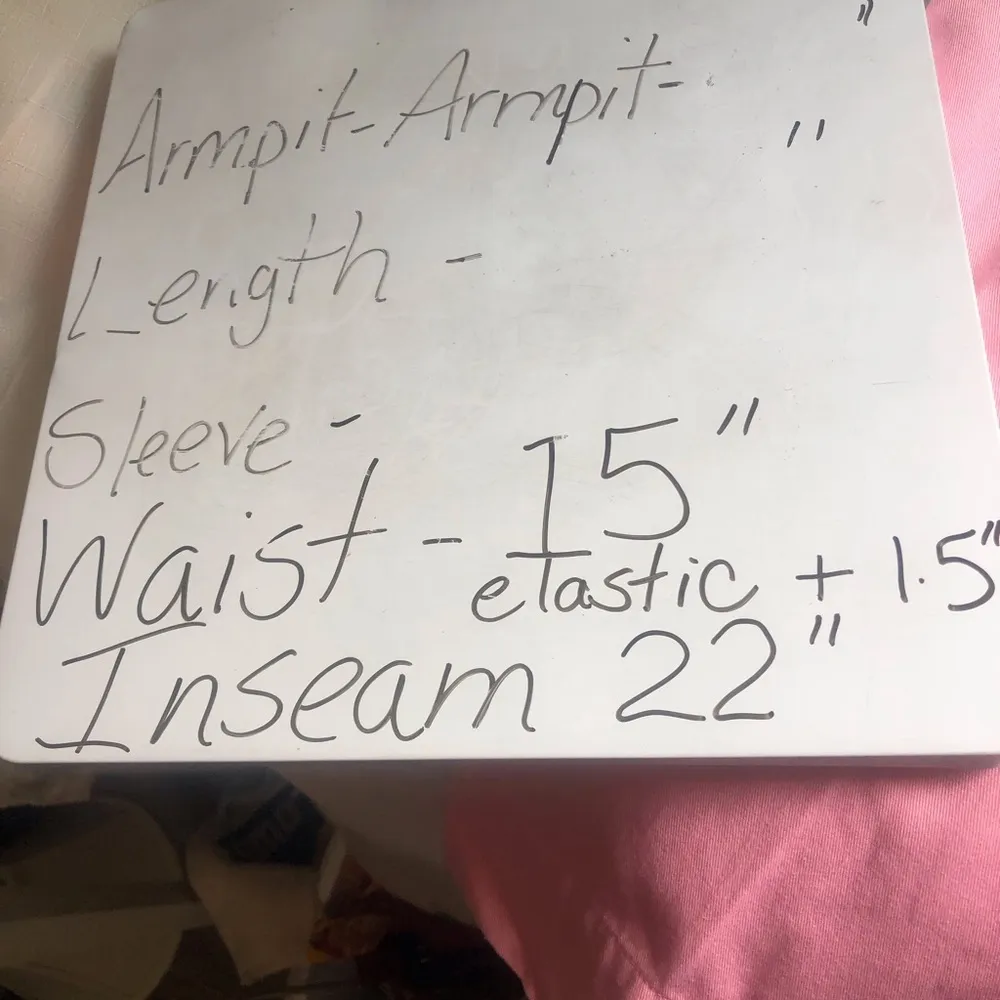 "
Armpit-Armpit- "
Length -
Sleeve -
Waist - 15"
elastic + 1.5"
Inseam 22"